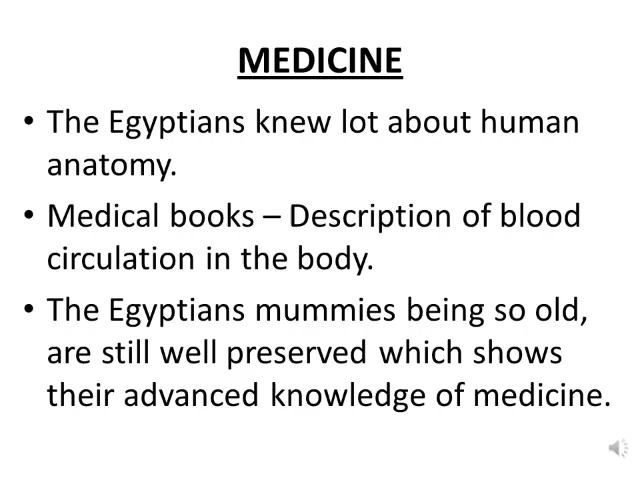 MEDICINE
• The Egyptians knew lot about human
anatomy.
• Medical books – Description of blood
circulation in the body.
• The Egyptians mummies being so old,
are still well preserved which shows
their advanced knowledge of medicine.